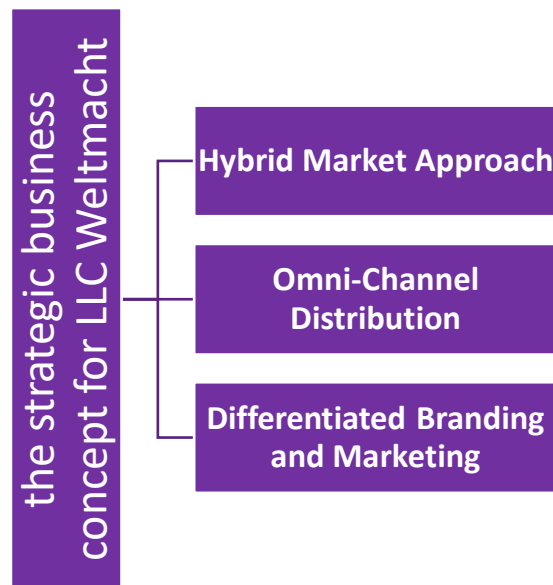 the strategic business
concept for LLC Weltmacht
Hybrid Market Approach
Omni-Channel
Distribution
Differentiated Branding
and Marketing